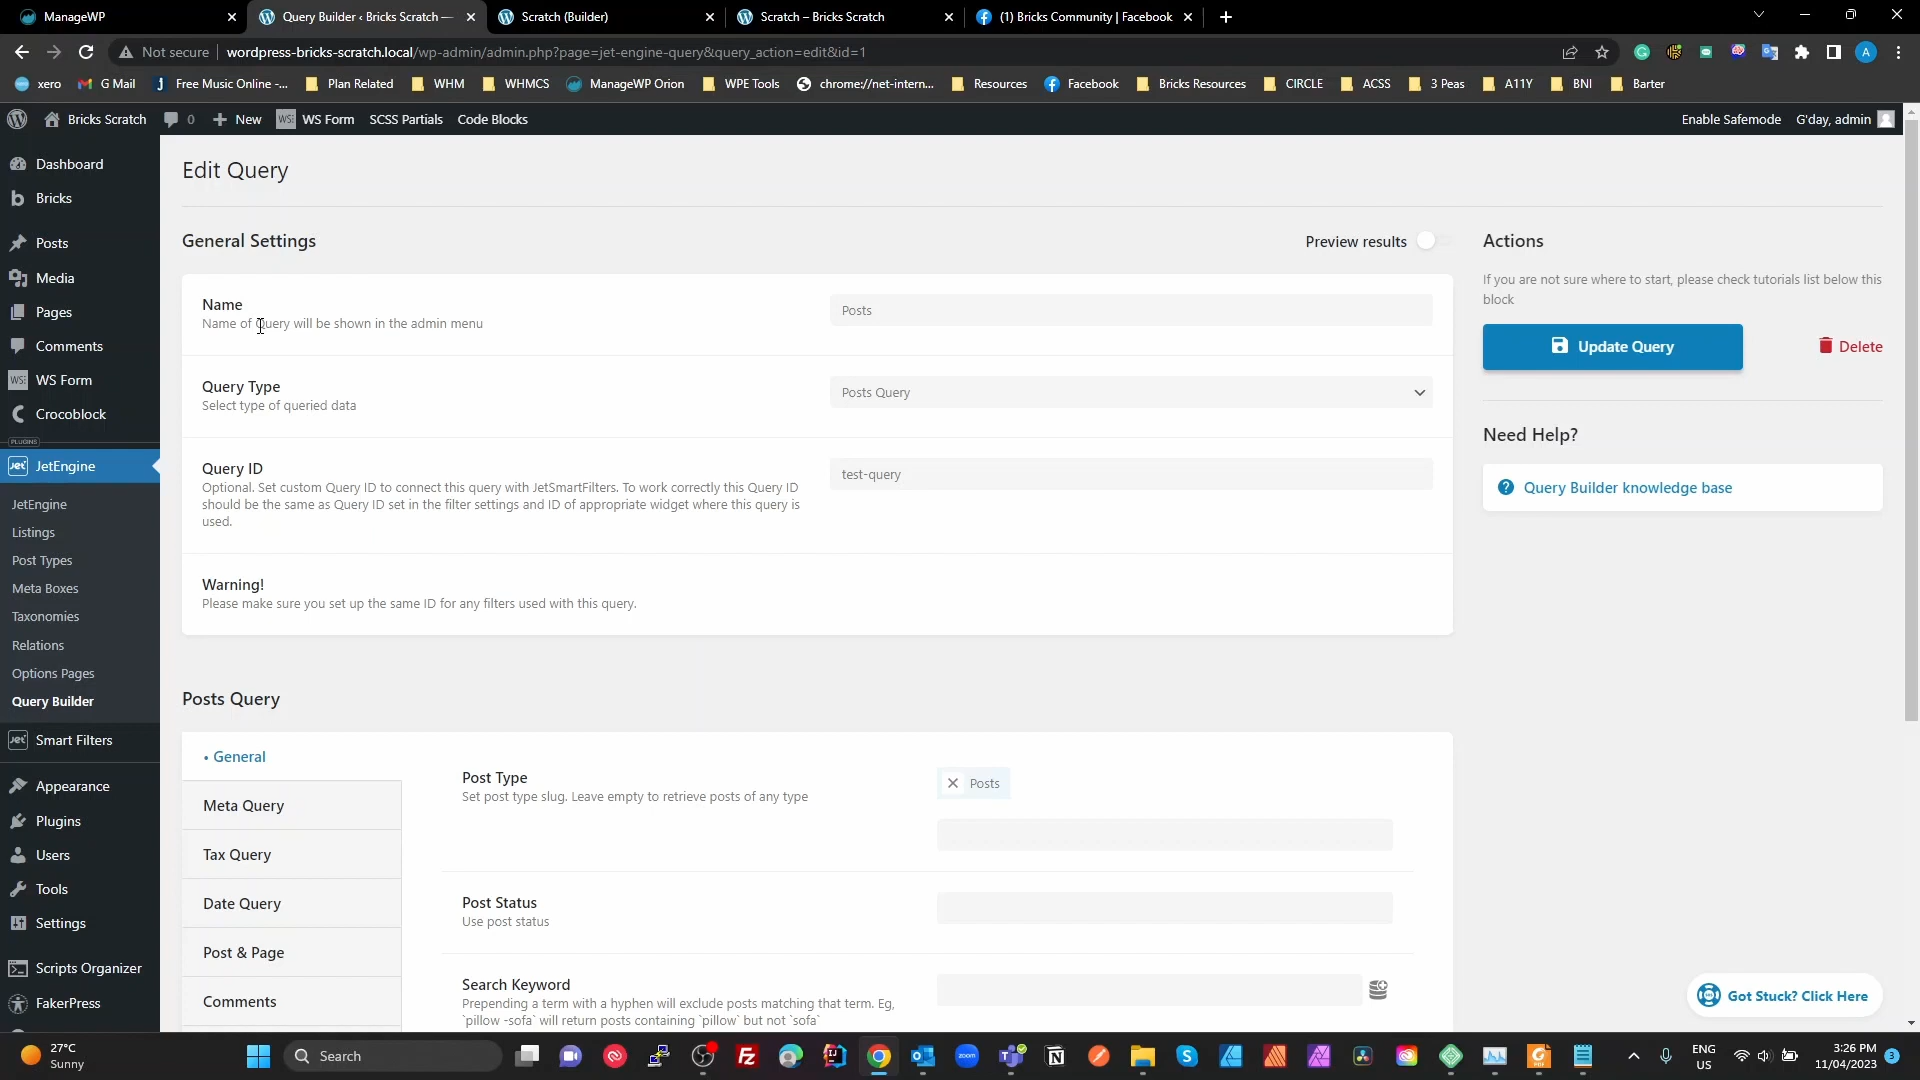 ManageWP
Query Builder ‹ Bricks Scratch —
Scratch (Builder)
Scratch – Bricks Scratch
(1) Bricks Community | Facebook
Not secure
wordpress-bricks-scratch.local/wp-admin/admin.php?page=jet-engine-query&query_action=edit&id=1
A
xero
G Mail
Free Music Online -...
Plan Related
WHM
WHMCS
ManageWP Orion
WPE Tools
chrome://net-intern...
Resources
Facebook
Bricks Resources
CIRCLE
ACSS
3 Peas
A11Y
BNI
Barter
Bricks Scratch
0
New
WS Form
SCSS Partials
Code Blocks
Enable Safemode
G'day, admin
Dashboard
Bricks
Posts
Media
Pages
Comments
WS Form
Crocoblock
PLUGINS
JetEngine
JetEngine
Listings
Post Types
Meta Boxes
Taxonomies
Relations
Options Pages
Query Builder
Smart Filters
Appearance
Plugins
Users
Tools
Settings
Scripts Organizer
FakerPress
Edit Query
General Settings
Preview results
Name
Name of Query will be shown in the admin menu
Posts
Query Type
Select type of queried data
Posts Query
Query ID
Optional. Set custom Query ID to connect this query with JetSmartFilters. To work correctly this Query ID
should be the same as Query ID set in the filter settings and ID of appropriate widget where this query is
used.
test-query
Warning!
Please make sure you set up the same ID for any filters used with this query.
Actions
If you are not sure where to start, please check tutorials list below this
block
Update Query
Delete
Need Help?
Query Builder knowledge base
Posts Query
• General
Meta Query
Tax Query
Date Query
Post & Page
Comments
Post Type
Set post type slug. Leave empty to retrieve posts of any type
Posts
Post Status
Use post status
Search Keyword
Prepending a term with a hyphen will exclude posts matching that term. Eg,
`pillow -sofa` will return posts containing `pillow` but not `sofa`
Got Stuck? Click Here
27°C
Sunny
Search
ENG
US
3:26 PM
11/04/2023
3